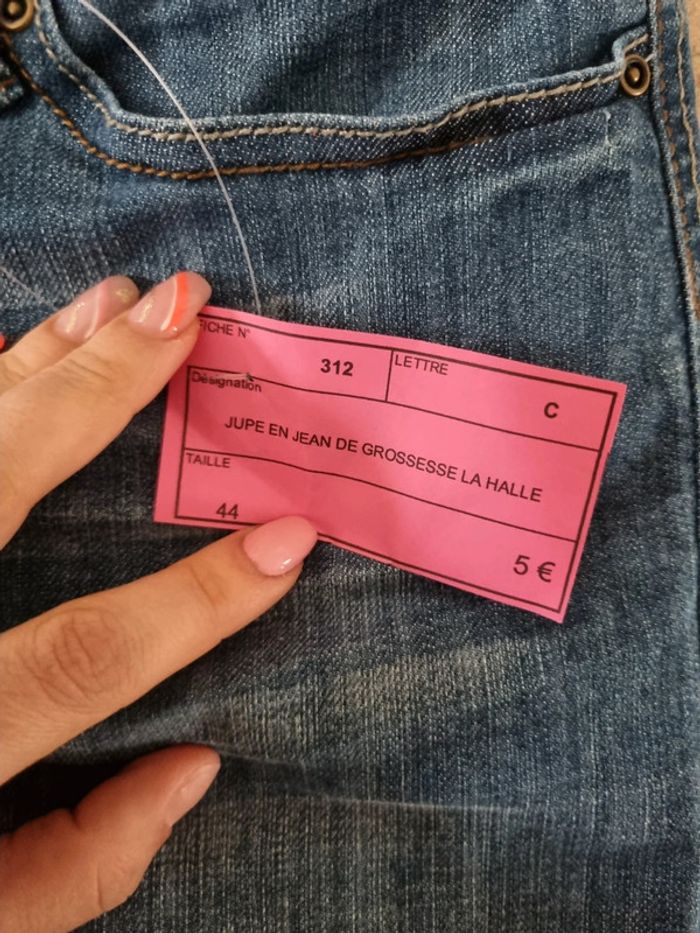 FICHE N° 312 LETTRE C
Désignation
JUPE EN JEAN DE GROSSESSE LA HALLE
TAILLE
44 5 €